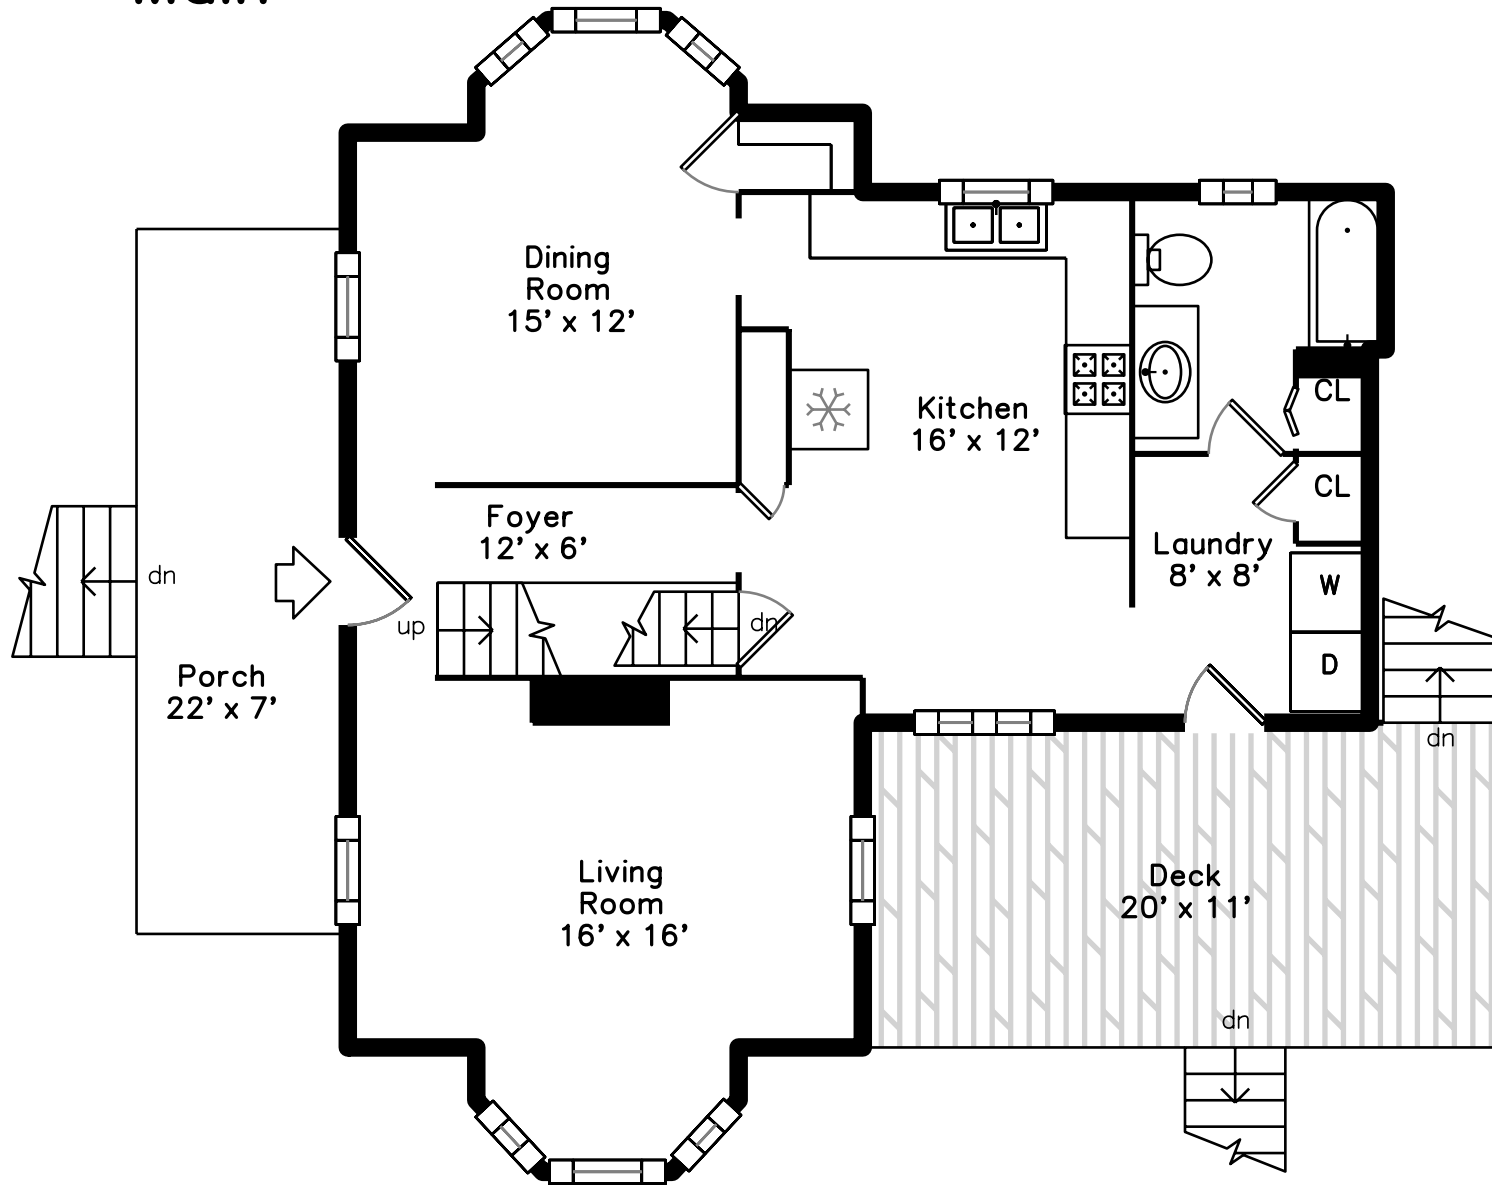 Main
Dining
Room
15' x 12'
Kitchen
16' x 12'
CL
CL
Foyer
12' x 6'
Laundry
8' x 8'
W
D
dn
up
dn
Porch
22' x 7'
dn
Living
Room
16' x 16'
Deck
20' x 11'
dn